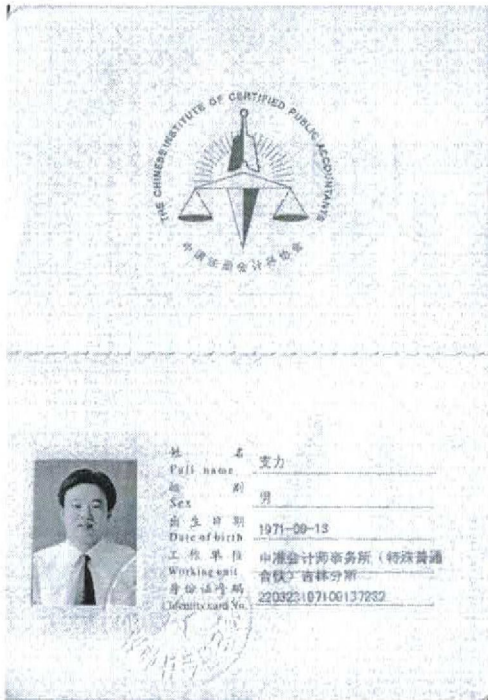 THE CHINESE INSTITUTE OF CERTIFIED PUBLIC ACCOUNTANTS
中国注册会计师协会
姓 名 支力
Full name
性 别 男
Sex
出生日期 1971-09-13
Date of birth
工作单位 中准会计师事务所（特殊普通
Working unit 合伙）吉林分所
身份证号码
Identity card No.